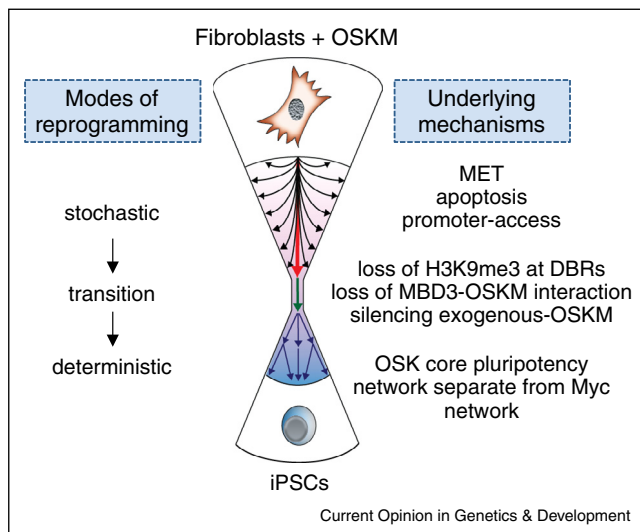 Fibroblasts + OSKM
Modes of
reprogramming
Underlying
mechanisms
stochastic
transition
deterministic
MET
apoptosis
promoter-access
loss of H3K9me3 at DBRs
loss of MBD3-OSKM interaction
silencing exogenous-OSKM
OSK core pluripotency
network separate from Myc
network
iPSCs
Current Opinion in Genetics & Development